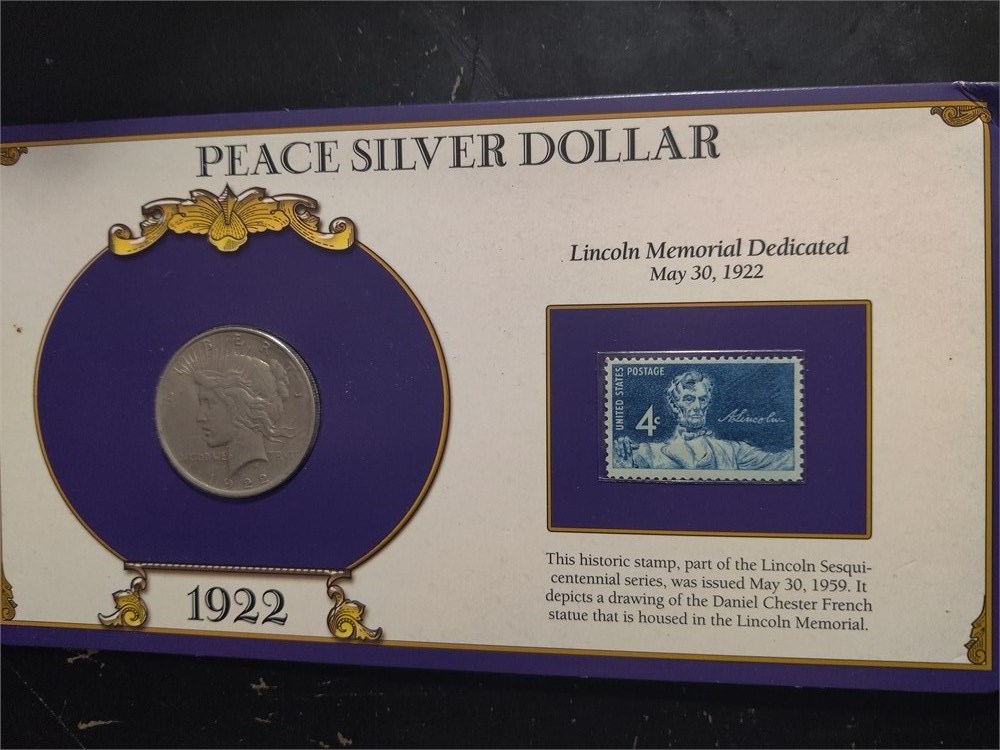 PEACE SILVER DOLLAR
Lincoln Memorial Dedicated
May 30, 1922
UNITED STATES POSTAGE
4c
A. Lincoln
1922
1922
This historic stamp, part of the Lincoln Sesqui-
centennial series, was issued May 30, 1959. It
depicts a drawing of the Daniel Chester French
statue that is housed in the Lincoln Memorial.